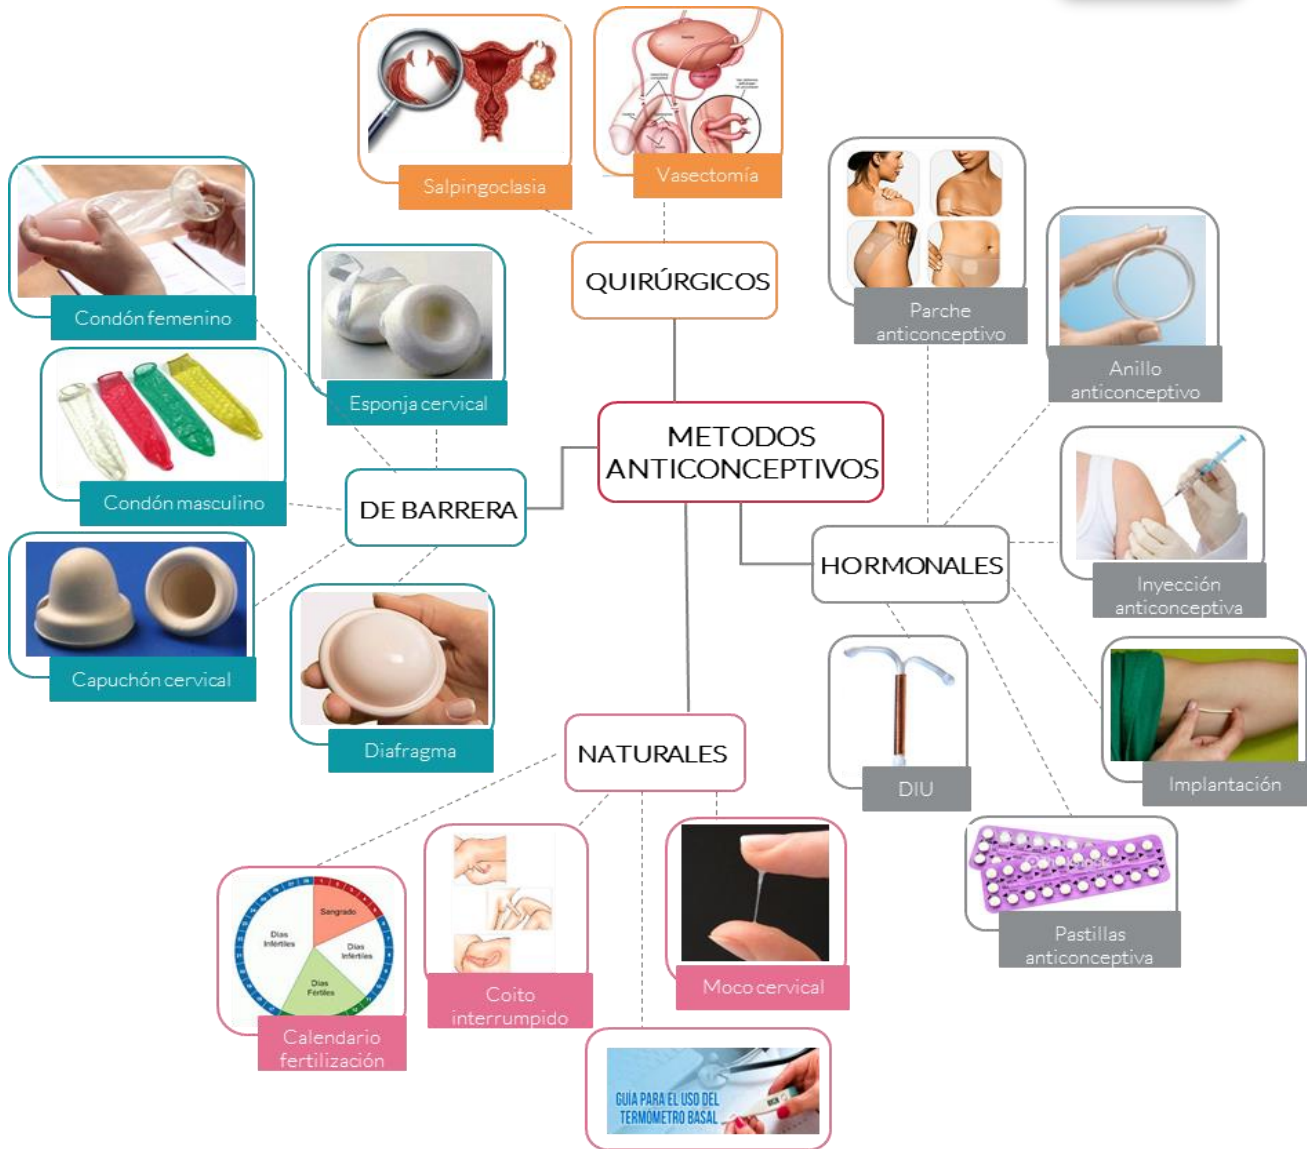 Salpingoclasia
Vasectomía
QUIRÚRGICOS
Condón femenino
Esponja cervical
Condón masculino
DE BARRERA
Capuchón cervical
Diafragma
METODOS
ANTICONCEPTIVOS
Parche
anticonceptivo
Anillo
anticonceptivo
HORMONALES
Inyección
anticonceptiva
DIU
Implantación
Pastillas
anticonceptiva
NATURALES
Sangrado
Días
Infértiles
Días
Infértiles
Días
Fértiles
Calendario
fertilización
Coito
interrumpido
Moco cervical
GUÍA PARA EL USO DEL
TERMOMETRO BASAL